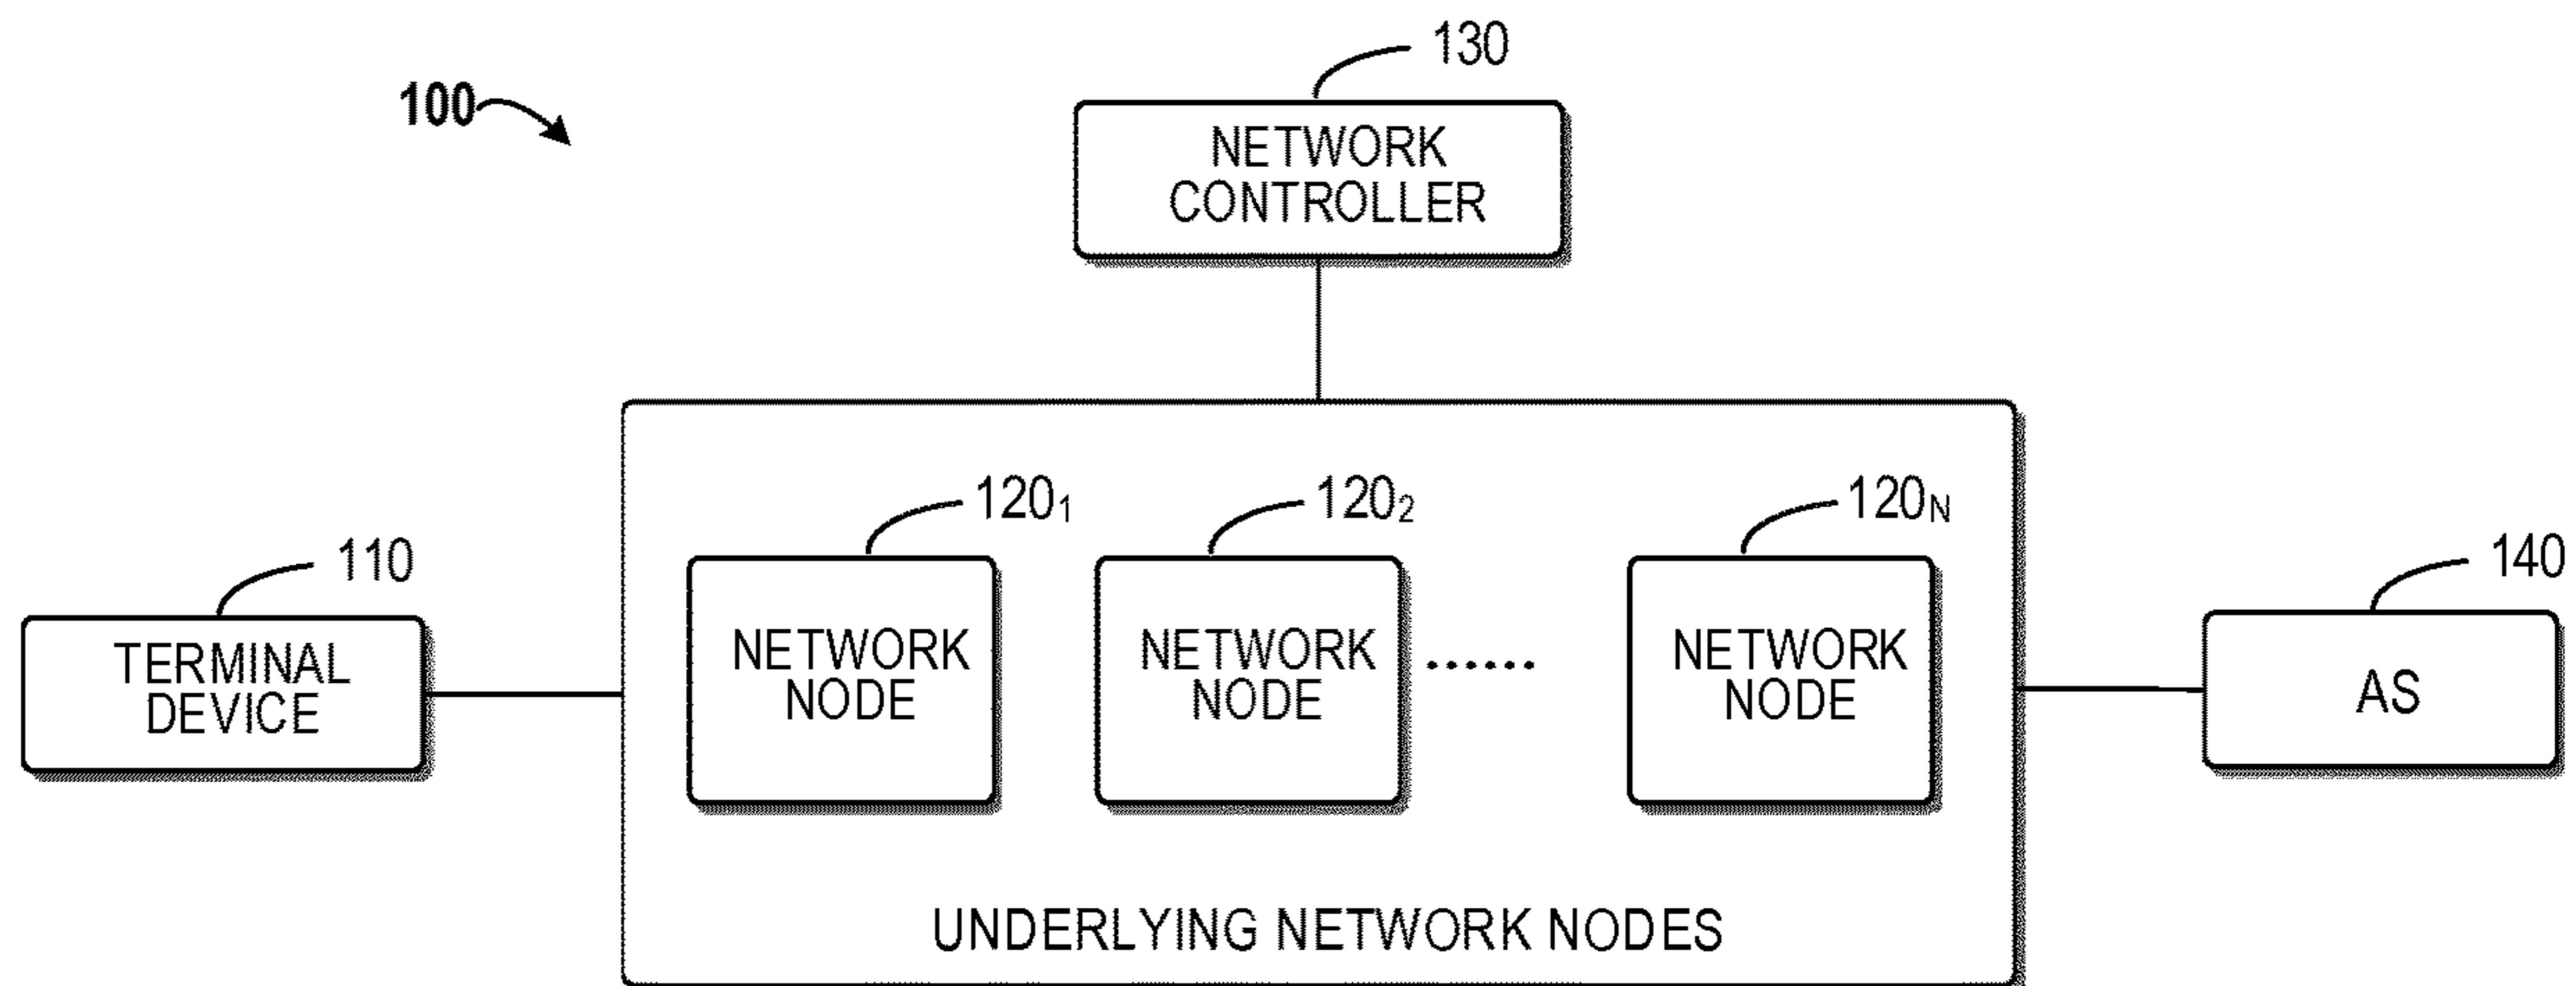 130
100
NETWORK
CONTROLLER
120₁
120₂
120N
110
140
TERMINAL
DEVICE
NETWORK
NODE
NETWORK
NODE
......
NETWORK
NODE
AS
UNDERLYING NETWORK NODES